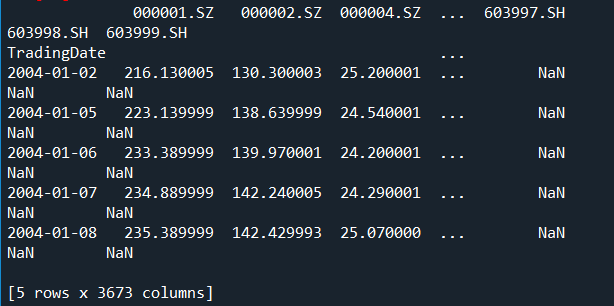 000001.SZ 000002.SZ 000004.SZ ... 603997.SH
603998.SH 603999.SH
TradingDate ...
2004-01-02 216.130005 130.300003 25.200001 ... NaN
NaN NaN
2004-01-05 223.139999 138.639999 24.540001 ... NaN
NaN NaN
2004-01-06 233.389999 139.970001 24.200001 ... NaN
NaN NaN
2004-01-07 234.889999 142.240005 24.290001 ... NaN
NaN NaN
2004-01-08 235.389999 142.429993 25.070000 ... NaN
NaN NaN
[5 rows x 3673 columns]